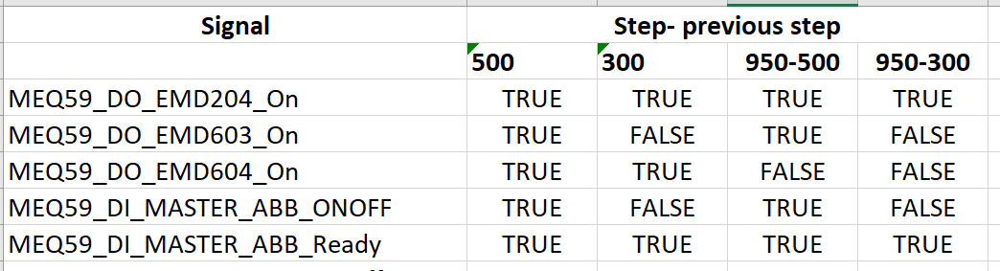 Signal Step- previous step
500 300 950-500 950-300
MEQ59_DO_EMD204_On TRUE TRUE TRUE TRUE
MEQ59_DO_EMD603_On TRUE FALSE TRUE FALSE
MEQ59_DO_EMD604_On TRUE TRUE FALSE FALSE
MEQ59_DI_MASTER_ABB_ONOFF TRUE FALSE TRUE FALSE
MEQ59_DI_MASTER_ABB_Ready TRUE TRUE TRUE TRUE